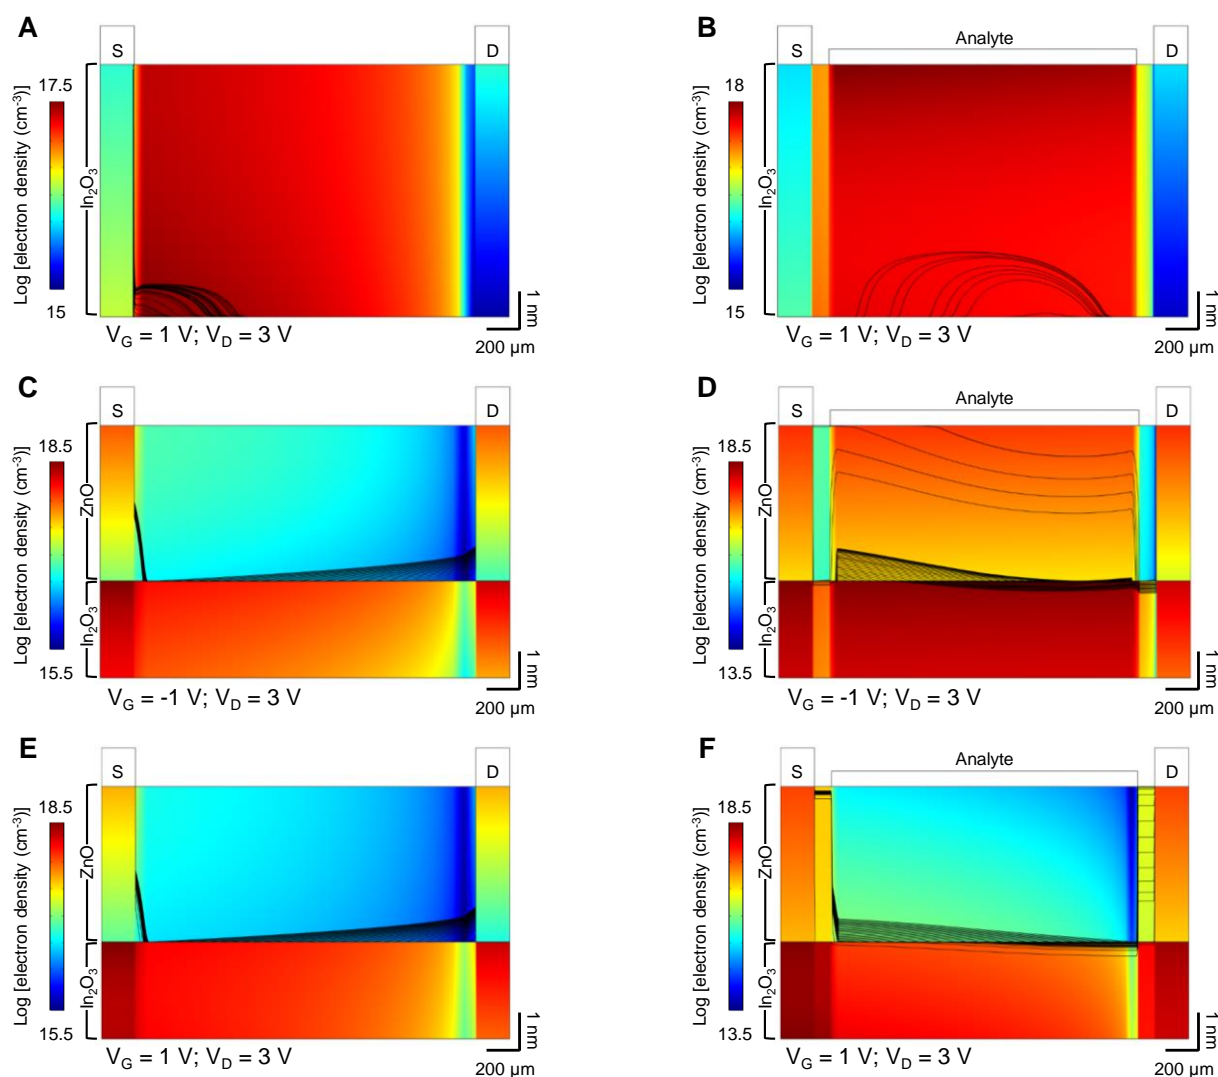 A
S
D
Log [electron density (cm⁻³)]
17.5
15
In₂O₃
V_G = 1 V; V_D = 3 V
1 nm
200 µm
B
S
Analyte
D
Log [electron density (cm⁻³)]
18
15
In₂O₃
V_G = 1 V; V_D = 3 V
1 nm
200 µm
C
S
D
Log [electron density (cm⁻³)]
18.5
15.5
ZnO
In₂O₃
V_G = -1 V; V_D = 3 V
1 nm
200 µm
D
S
Analyte
D
Log [electron density (cm⁻³)]
18.5
13.5
ZnO
In₂O₃
V_G = -1 V; V_D = 3 V
1 nm
200 µm
E
S
D
Log [electron density (cm⁻³)]
18.5
15.5
ZnO
In₂O₃
V_G = 1 V; V_D = 3 V
1 nm
200 µm
F
S
Analyte
D
Log [electron density (cm⁻³)]
18.5
13.5
ZnO
In₂O₃
V_G = 1 V; V_D = 3 V
1 nm
200 µm